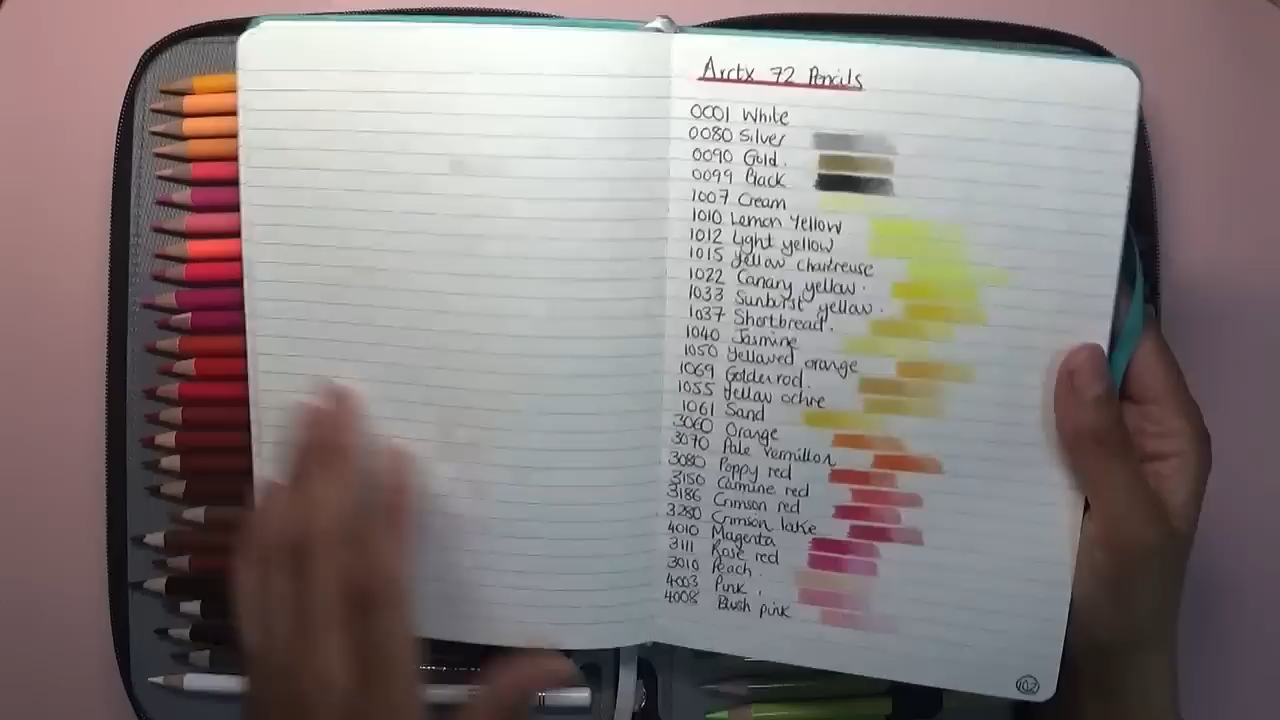 Arctx 72 Pencils
0001 White
0080 Silver
0090 Gold.
0099 Black
1007 Cream
1010 Lemon Yellow
1012 Light yellow
1015 Yellow chartreuse
1022 Canary yellow.
1033 Sunburst yellow.
1037 Shortbread.
1040 Jasmine
1050 Yellowed orange
1069 Goldenrod.
1055 Yellow ochre
1061 Sand
3060 Orange
3070 Pale Vermillon
3080 Poppy red
3150 Carmine red
3186 Crimson red
3280 Crimson lake
4010 Magenta
3111 Rose red
3010 Peach.
4003 Pink.
4008 Blush pink
102